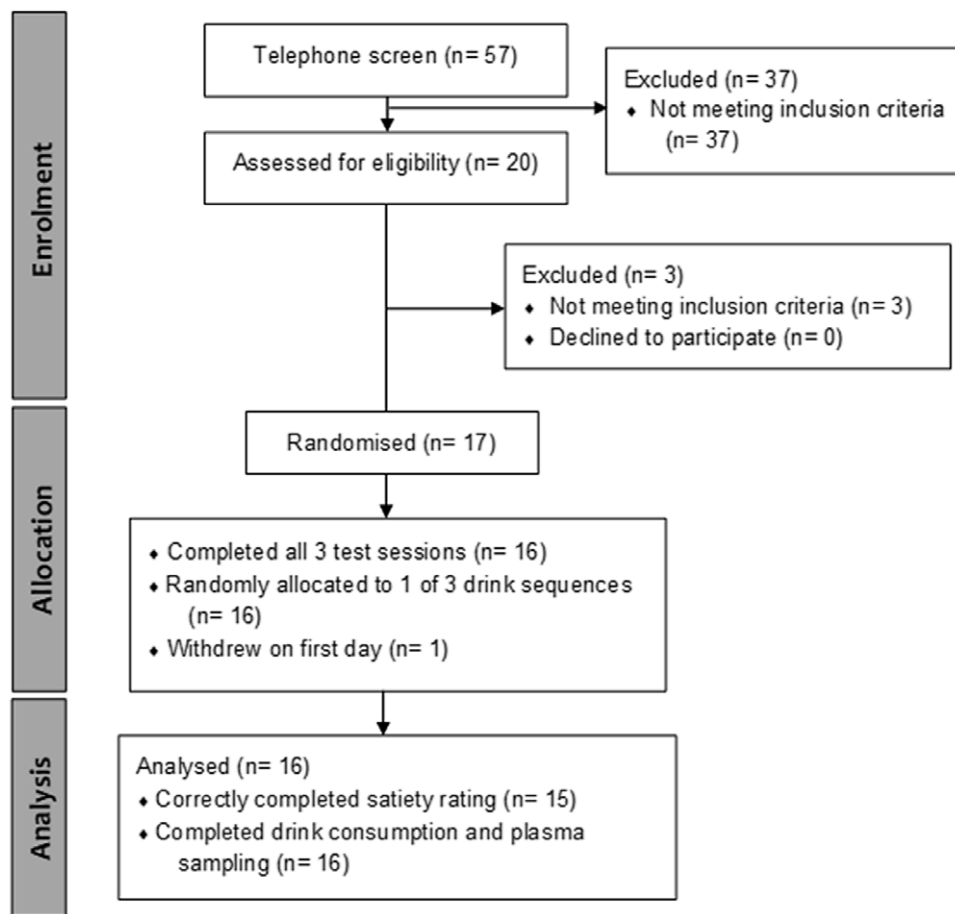 Enrolment
Telephone screen (n= 57)
Excluded (n= 37)
♦ Not meeting inclusion criteria
(n= 37)
Assessed for eligibility (n= 20)
Excluded (n= 3)
♦ Not meeting inclusion criteria (n= 3)
♦ Declined to participate (n= 0)
Allocation
Randomised (n= 17)
♦ Completed all 3 test sessions (n= 16)
♦ Randomly allocated to 1 of 3 drink sequences
(n= 16)
♦ Withdrew on first day (n= 1)
Analysis
Analysed (n= 16)
♦ Correctly completed satiety rating (n= 15)
♦ Completed drink consumption and plasma
sampling (n= 16)